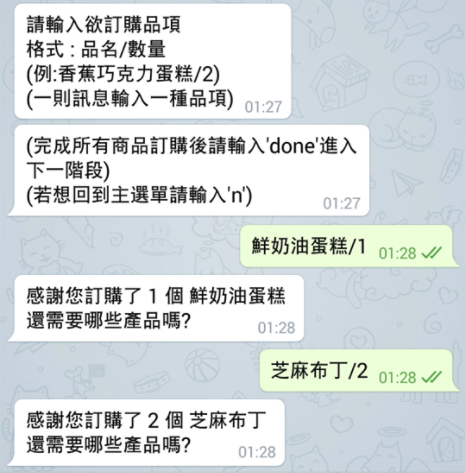 請輸入欲訂購品項
格式 : 品名/數量
(例:香蕉巧克力蛋糕/2)
(一則訊息輸入一種品項) 01:27
(完成所有商品訂購後請輸入'done'進入
下一階段)
(若想回到主選單請輸入'n') 01:27
鮮奶油蛋糕/1 01:28
感謝您訂購了 1 個 鮮奶油蛋糕
還需要哪些產品嗎? 01:28
芝麻布丁/2 01:28
感謝您訂購了 2 個 芝麻布丁
還需要哪些產品嗎? 01:28